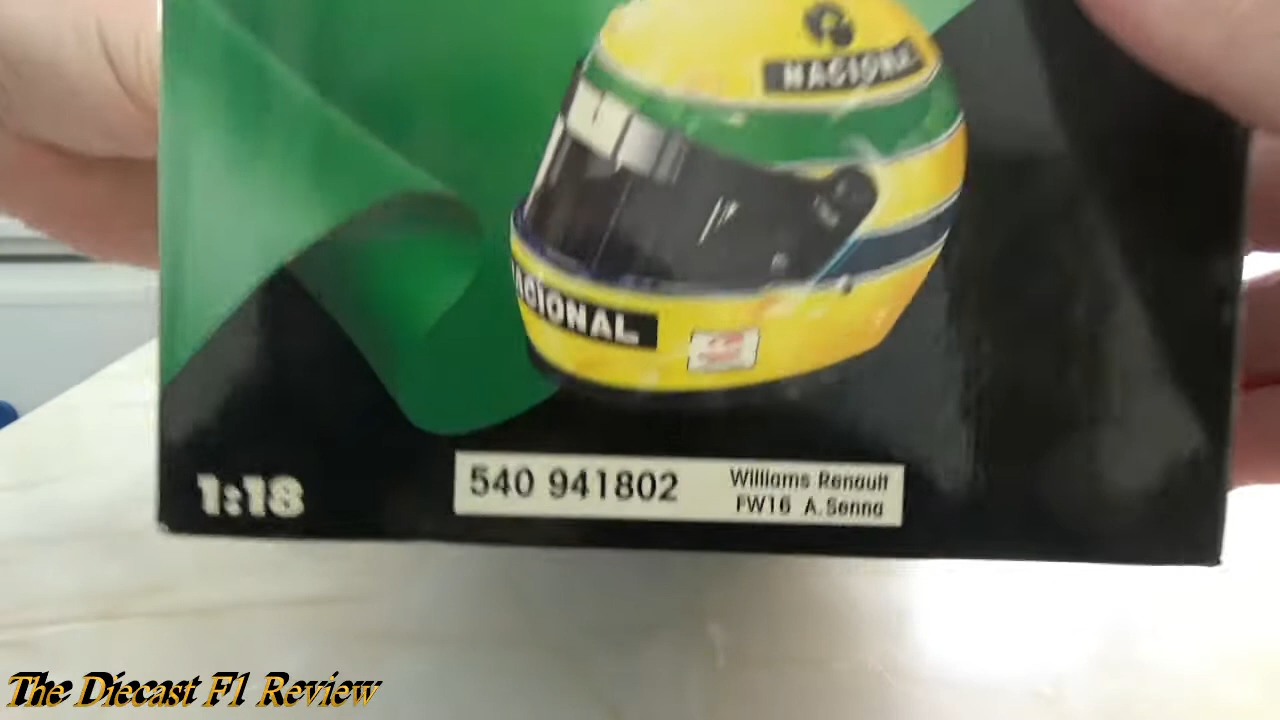 NACIONAL
NACIONAL
1:18
540 941802
Williams Renault
FW16 A.Senna
The Diecast F1 Review